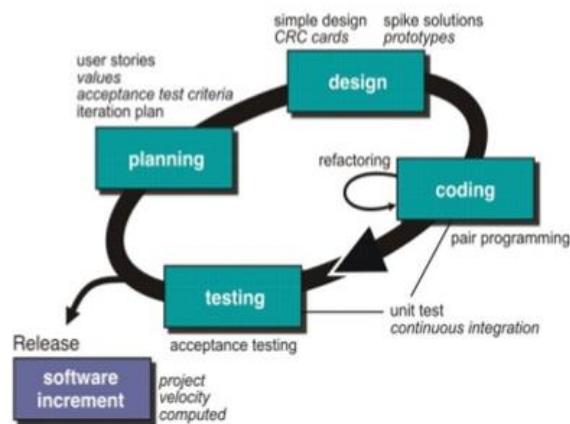 simple design
CRC cards
spike solutions
prototypes
design
user stories
values
acceptance test criteria
iteration plan
planning
refactoring
coding
pair programming
testing
unit test
continuous integration
acceptance testing
Release
software
increment
project
velocity
computed